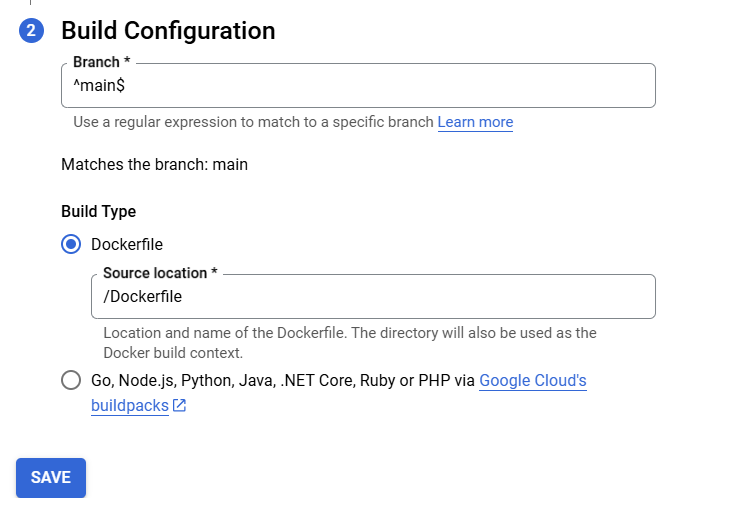 2 Build Configuration
Branch *
^main$
Use a regular expression to match to a specific branch Learn more
Matches the branch: main
Build Type
Dockerfile
Source location *
/Dockerfile
Location and name of the Dockerfile. The directory will also be used as the
Docker build context.
Go, Node.js, Python, Java, .NET Core, Ruby or PHP via Google Cloud's
buildpacks
SAVE